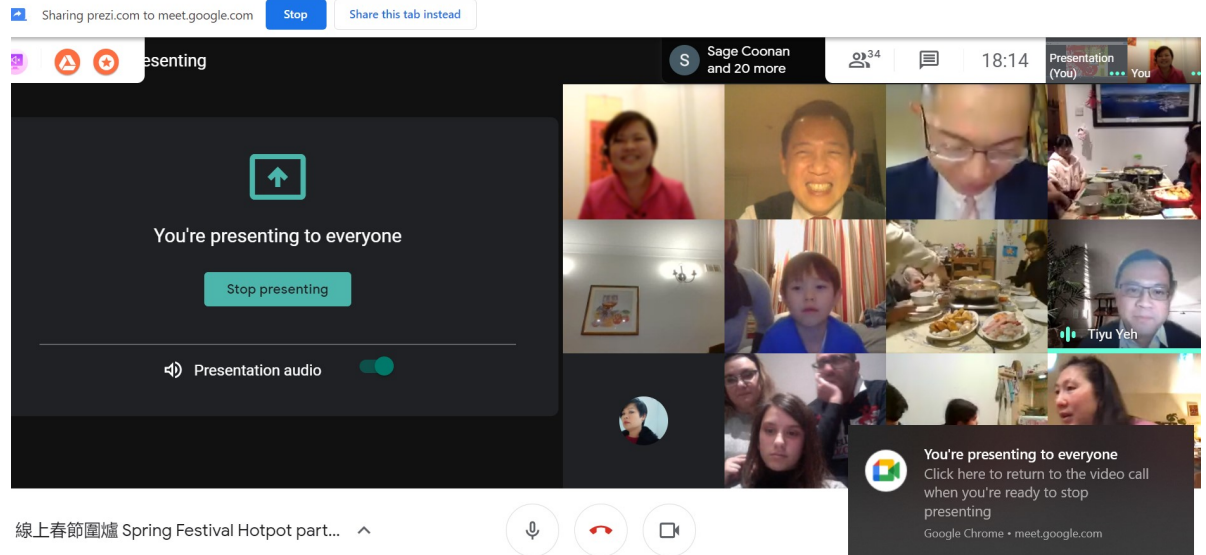 Sharing prezi.com to meet.google.com Stop Share this tab instead
esenting
S
Sage Coonan
and 20 more
34
18:14
Presentation
(You)
You
You're presenting to everyone
Stop presenting
Presentation audio
Tiyu Yeh
You're presenting to everyone
Click here to return to the video call
when you're ready to stop
presenting
Google Chrome • meet.google.com
線上春節圍爐 Spring Festival Hotpot part...